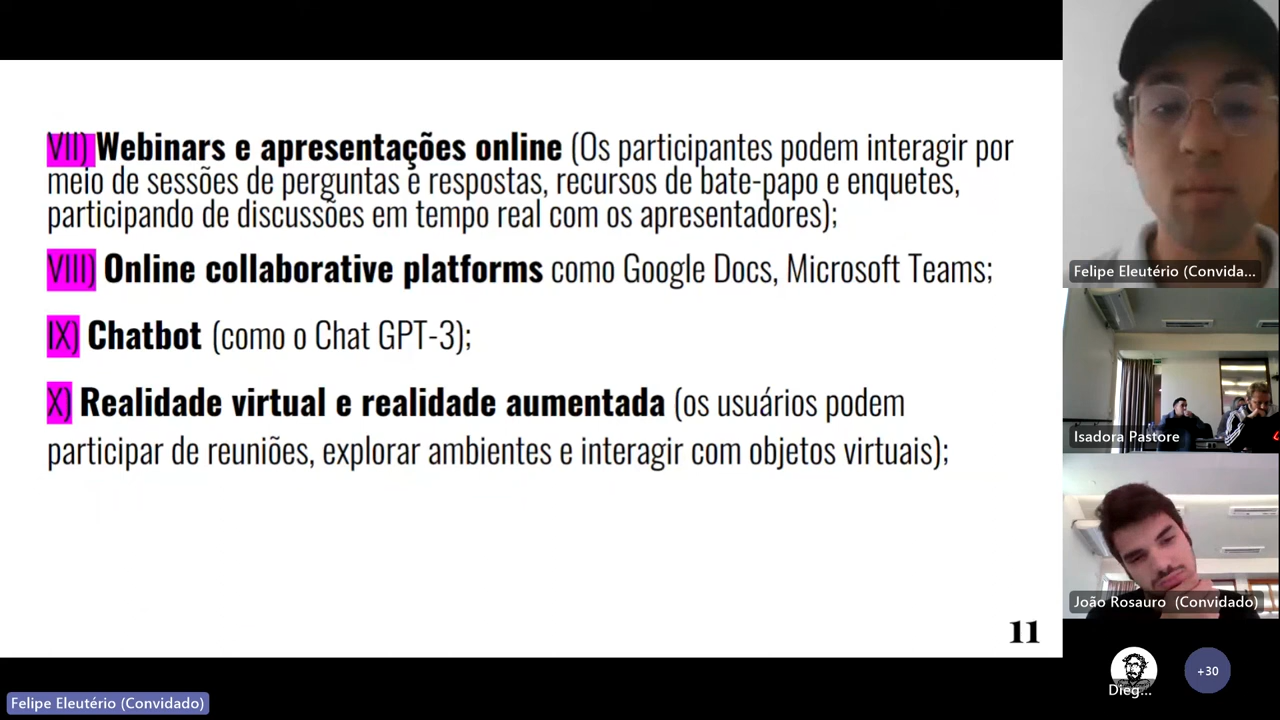 VII) Webinars e apresentações online (Os participantes podem interagir por
meio de sessões de perguntas e respostas, recursos de bate-papo e enquetes,
participando de discussões em tempo real com os apresentadores);
VIII) Online collaborative platforms como Google Docs, Microsoft Teams;
IX) Chatbot (como o Chat GPT-3);
X) Realidade virtual e realidade aumentada (os usuários podem
participar de reuniões, explorar ambientes e interagir com objetos virtuais);
11
Felipe Eleutério (Convida...
Isadora Pastore
João Rosauro (Convidado)
Dieg...
+30
Felipe Eleutério (Convidado)